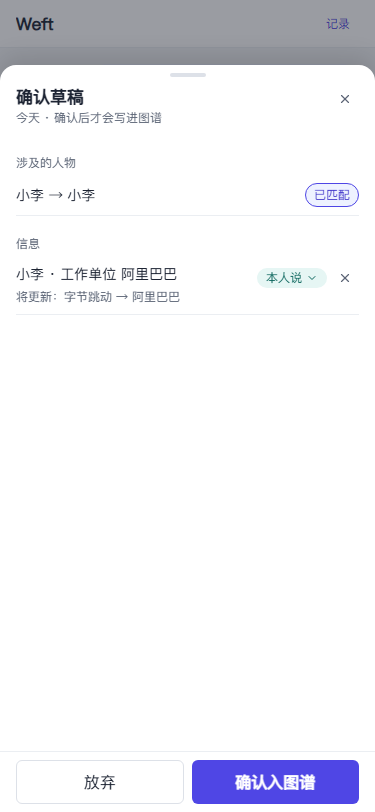 Weft
记录
确认草稿
今天 · 确认后才会写进图谱
涉及的人物
小李 → 小李
已匹配
信息
小李 · 工作单位 阿里巴巴
本人说
将更新：字节跳动 → 阿里巴巴
放弃
确认入图谱